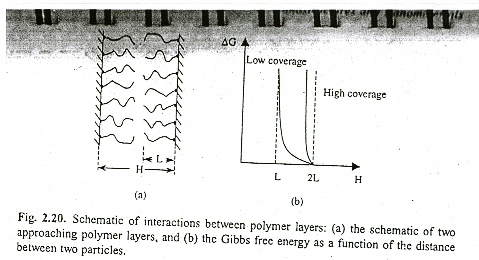 ΔG
Low coverage
High coverage
L
H
L
2L
H
(a)
(b)
Fig. 2.20. Schematic of interactions between polymer layers: (a) the schematic of two
approaching polymer layers, and (b) the Gibbs free energy as a function of the distance
between two particles.